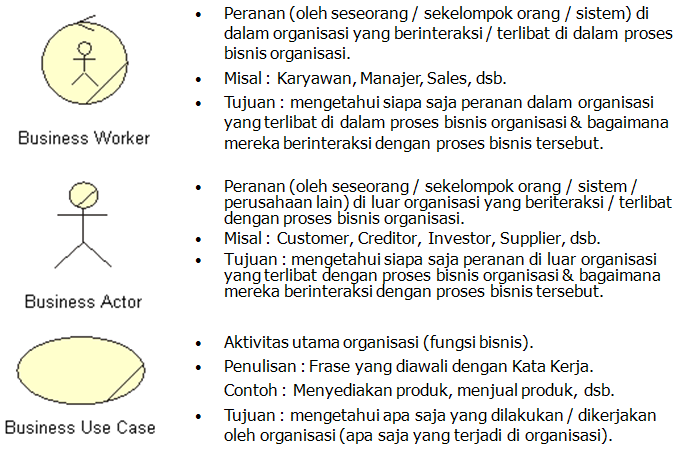 • Peranan (oleh seseorang / sekelompok orang / sistem) di
dalam organisasi yang berinteraksi / terlibat di dalam proses
bisnis organisasi.
• Misal : Karyawan, Manajer, Sales, dsb.
• Tujuan : mengetahui siapa saja peranan dalam organisasi
yang terlibat di dalam proses bisnis organisasi & bagaimana
mereka berinteraksi dengan proses bisnis tersebut.
Business Worker
• Peranan (oleh seseorang / sekelompok orang / sistem /
perusahaan lain) di luar organisasi yang beriteraksi / terlibat
dengan proses bisnis organisasi.
• Misal : Customer, Creditor, Investor, Supplier, dsb.
• Tujuan : mengetahui siapa saja peranan di luar organisasi
yang terlibat dengan proses bisnis organisasi & bagaimana
mereka berinteraksi dengan proses bisnis tersebut.
Business Actor
• Aktivitas utama organisasi (fungsi bisnis).
• Penulisan : Frase yang diawali dengan Kata Kerja.
Contoh : Menyediakan produk, menjual produk, dsb.
• Tujuan : mengetahui apa saja yang dilakukan / dikerjakan
oleh organisasi (apa saja yang terjadi di organisasi).
Business Use Case